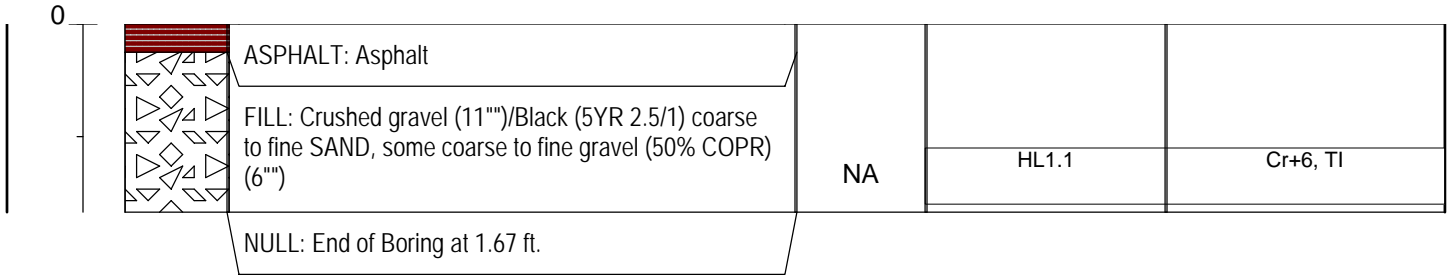 0
ASPHALT: Asphalt
FILL: Crushed gravel (11"")/Black (5YR 2.5/1) coarse
to fine SAND, some coarse to fine gravel (50% COPR)
(6"")
NA
HL1.1
Cr+6, TI
NULL: End of Boring at 1.67 ft.